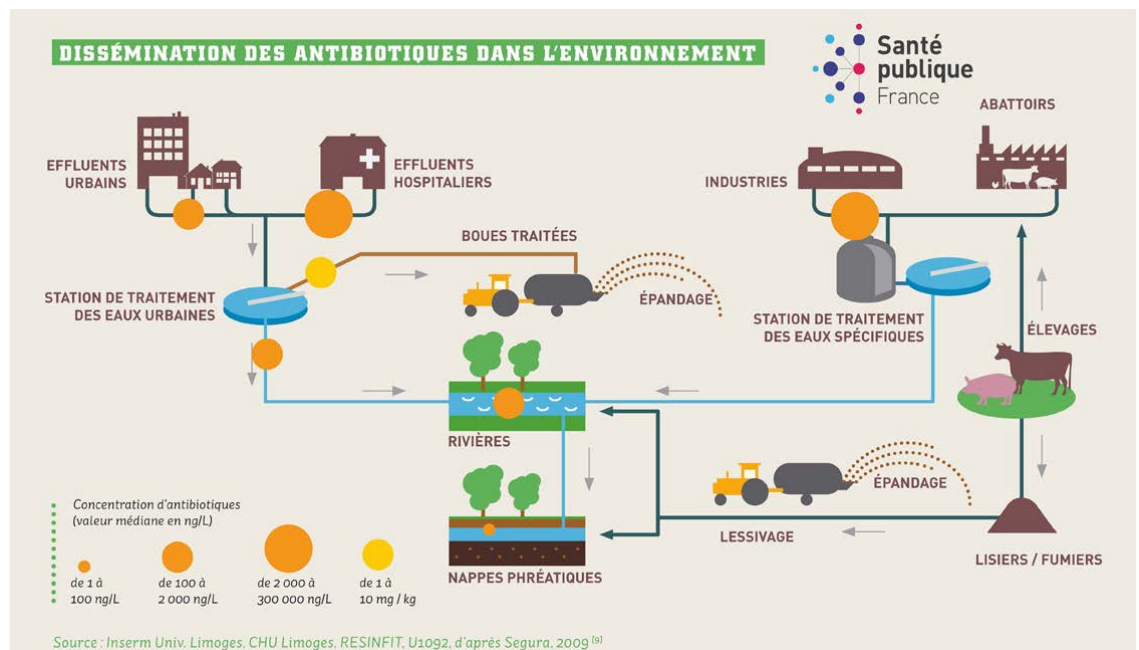 DISSÉMINATION DES ANTIBIOTIQUES DANS L'ENVIRONNEMENT
Santé
publique
France
ABATTOIRS
EFFLUENTS
URBAINS
EFFLUENTS
HOSPITALIERS
INDUSTRIES
BOUES TRAITÉES
STATION DE TRAITEMENT
DES EAUX URBAINES
ÉPANDAGE
STATION DE TRAITEMENT
DES EAUX SPÉCIFIQUES
ÉLEVAGES
RIVIÈRES
ÉPANDAGE
LESSIVAGE
LISIERS / FUMIERS
NAPPES PHRÉATIQUES
Concentration d'antibiotiques
(valeur médiane en ng/L)
de 1 à
100 ng/L
de 100 à
2 000 ng/L
de 2 000 à
300 000 ng/L
de 1 à
10 mg / kg
Source : Inserm Univ. Limoges, CHU Limoges, RESINFIT, U1092, d'après Segura, 2009 [9]